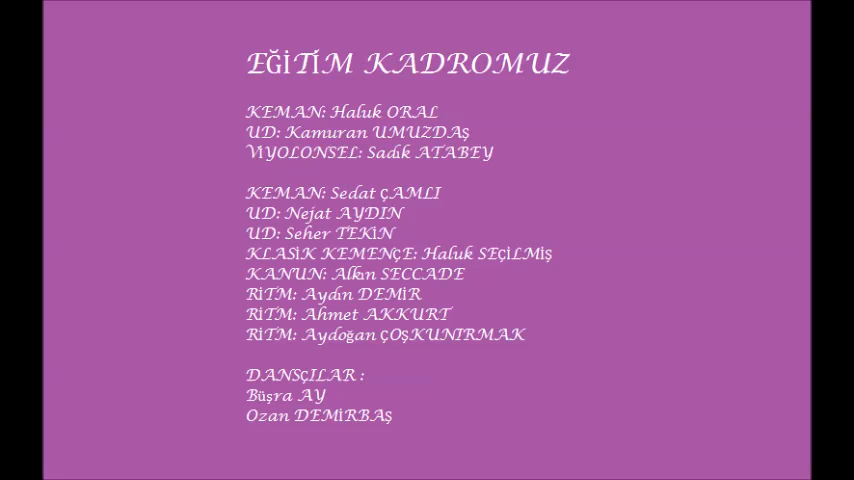 EĞİTİM KADROMUZ
KEMAN: Haluk ORAL
UD: Kamuran UMUZDAŞ
VİYOLONSEL: Sadık ATABEY
KEMAN: Sedat ÇAMLI
UD: Nejat AYDIN
UD: Seher TEKİN
KLASİK KEMENÇE: Haluk SEÇİLMİŞ
KANUN: Alkın SECCADE
RİTM: Aydın DEMİR
RİTM: Ahmet AKKURT
RİTM: Aydoğan ÇOŞKUNIRMAK
DANSÇILAR :
Büşra AY
Ozan DEMİRBAŞ